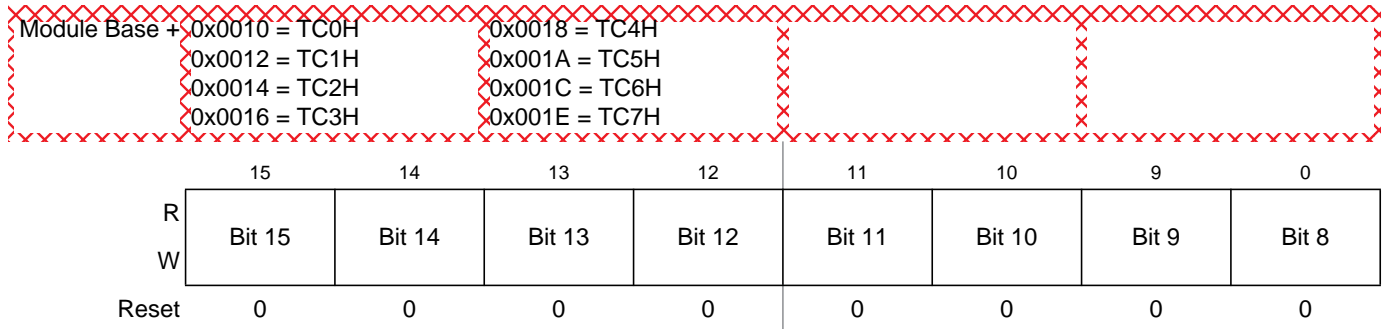 Module Base + 0x0010 = TC0H 0x0018 = TC4H
0x0012 = TC1H 0x001A = TC5H
0x0014 = TC2H 0x001C = TC6H
0x0016 = TC3H 0x001E = TC7H
15 14 13 12 11 10 9 0
R
Bit 15 Bit 14 Bit 13 Bit 12 Bit 11 Bit 10 Bit 9 Bit 8
W
Reset 0 0 0 0 0 0 0 0